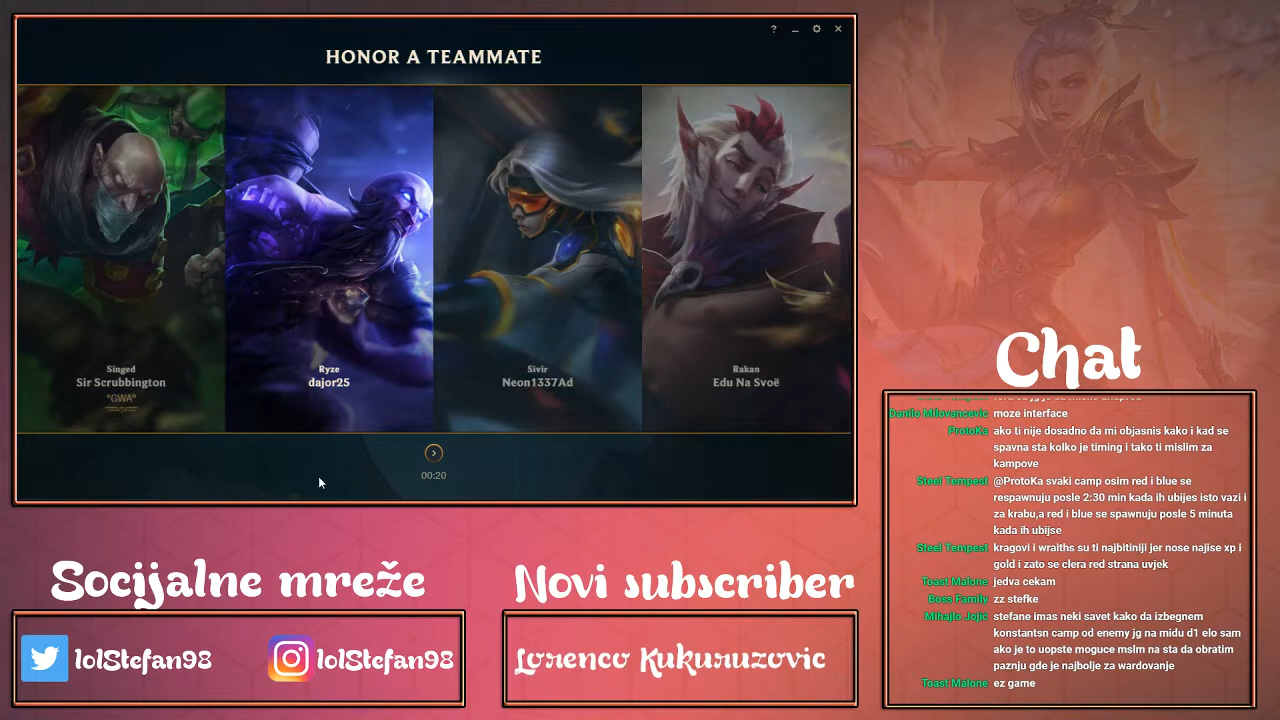 ?
HONOR A TEAMMATE
Singed
Sir Scrubbington
"GWA"
Ryze
dajor25
Sivir
Neon1337Ad
Rakan
Edu Na Svoë
00:20
Chat
Danilo Milovancevic moze interface
ProtoKa ako ti nije dosadno da mi objasnis kako i kad se
spavna sta kolko je timing i tako ti mislim za
kampove
Steel Tempest @ProtoKa svaki camp osim red i blue se
respawnuju posle 2:30 min kada ih ubijes isto vazi i
za krabu,a red i blue se spawnuju posle 5 minuta
kada ih ubijse
Steel Tempest kragovi i wraiths su ti najbitiniji jer nose najise xp i
gold i zato se clera red strana uvjek
Toast Malone jedva cekam
Boss Family zz stefke
Mihajlo Jojic stefane imas neki savet kako da izbegnem
konstantsn camp od enemy jg na midu d1 elo sam
ako je to uopste moguce mslm na sta da obratim
paznju gde je najbolje za wardovanje
Toast Malone ez game
Socijalne mreže
lolStefan98
lolStefan98
Novi subscriber
Lorenco Kukuruzovic